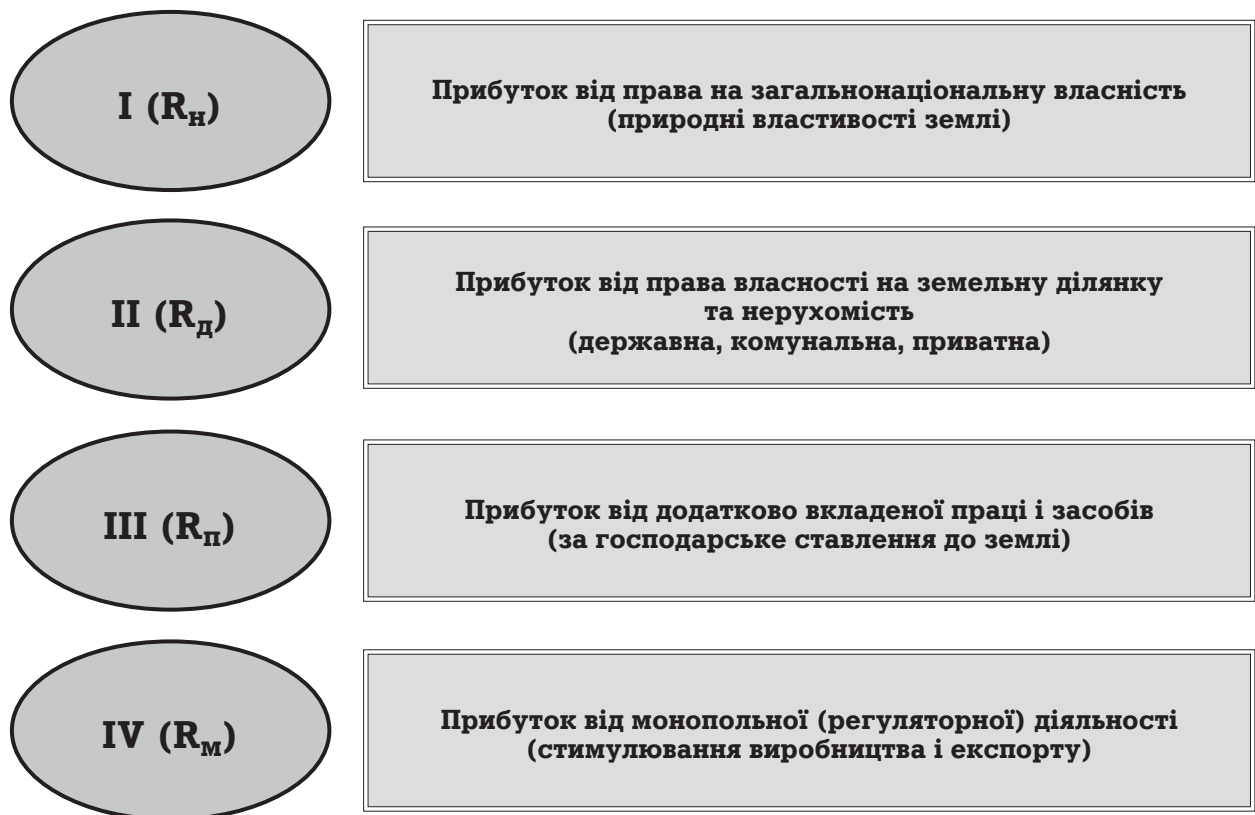 I (Rн)
Прибуток від права на загальнонаціональну власність
(природні властивості землі)
II (Rд)
Прибуток від права власності на земельну ділянку
та нерухомість
(державна, комунальна, приватна)
III (Rп)
Прибуток від додатково вкладеної праці і засобів
(за господарське ставлення до землі)
IV (Rм)
Прибуток від монопольної (регуляторної) діяльності
(стимулювання виробництва і експорту)